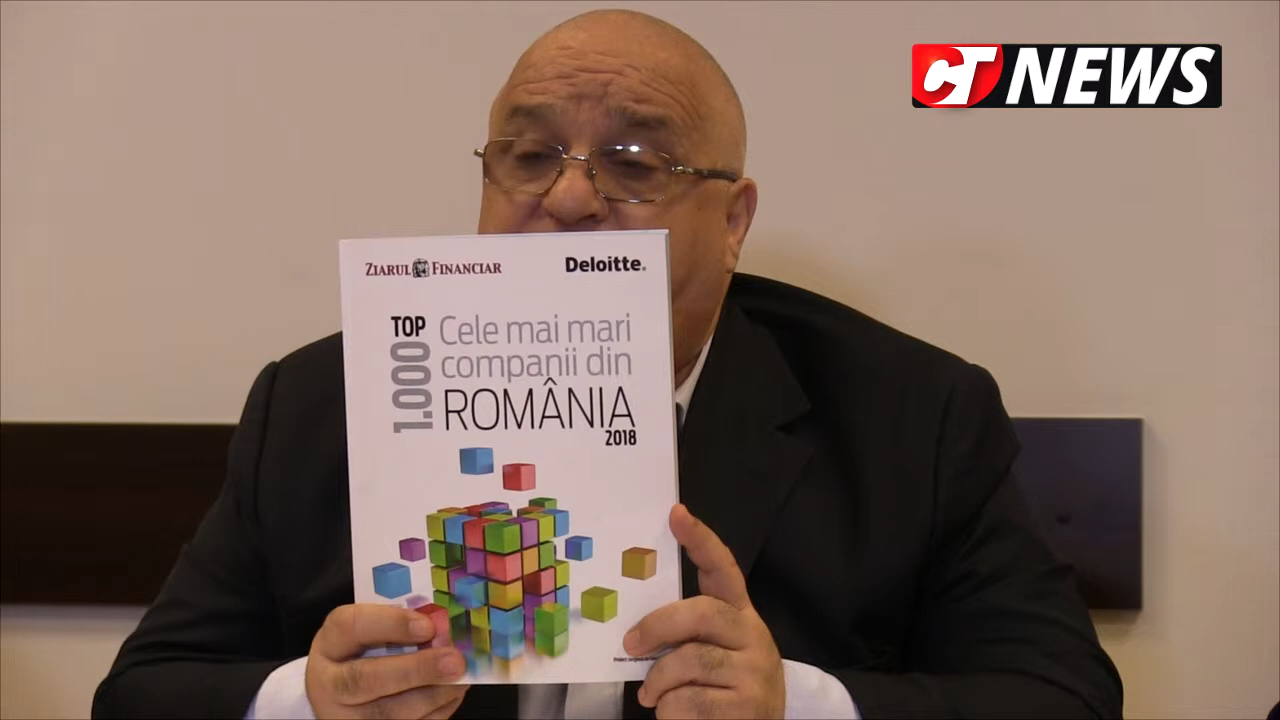 CT NEWS
ZIARUL FINANCIAR
Deloitte.
TOP
1.000
Cele mai mari
companii din
ROMÂNIA
2018